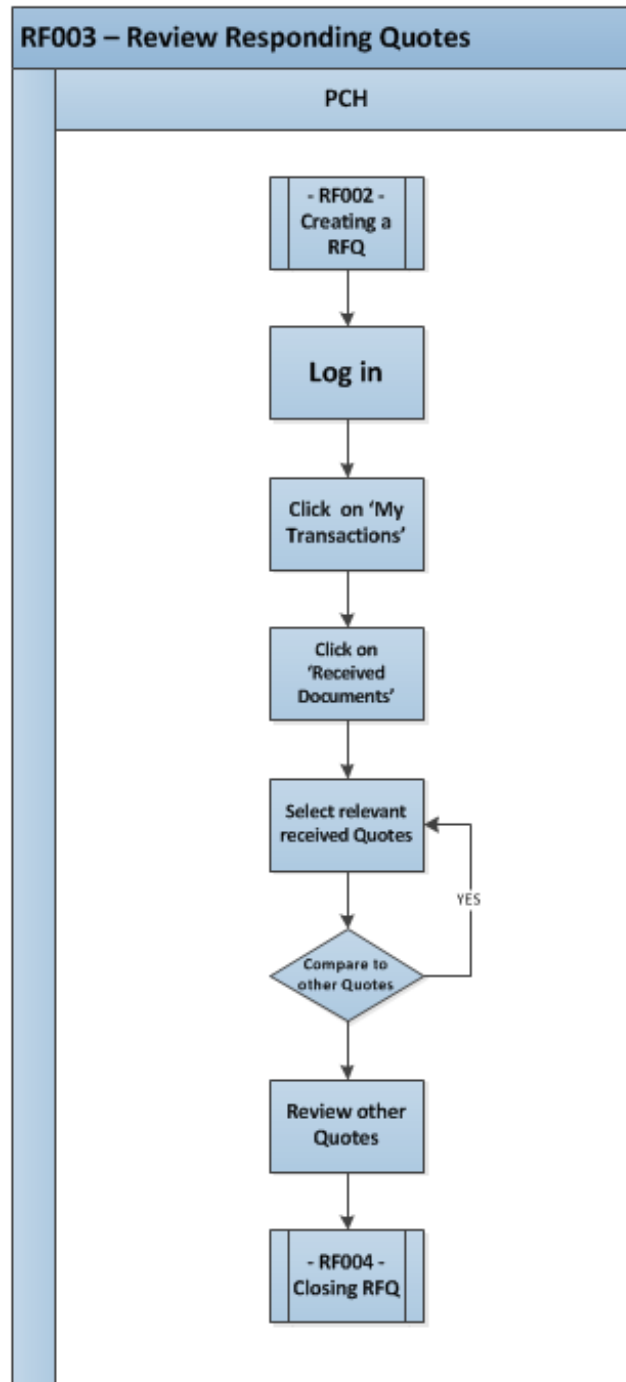 RF003 – Review Responding Quotes
PCH
- RF002 -
Creating a
RFQ
Log in
Click on ‘My
Transactions’
Click on
‘Received
Documents’
Select relevant
received Quotes
YES
Compare to
other Quotes
Review other
Quotes
- RF004 -
Closing RFQ